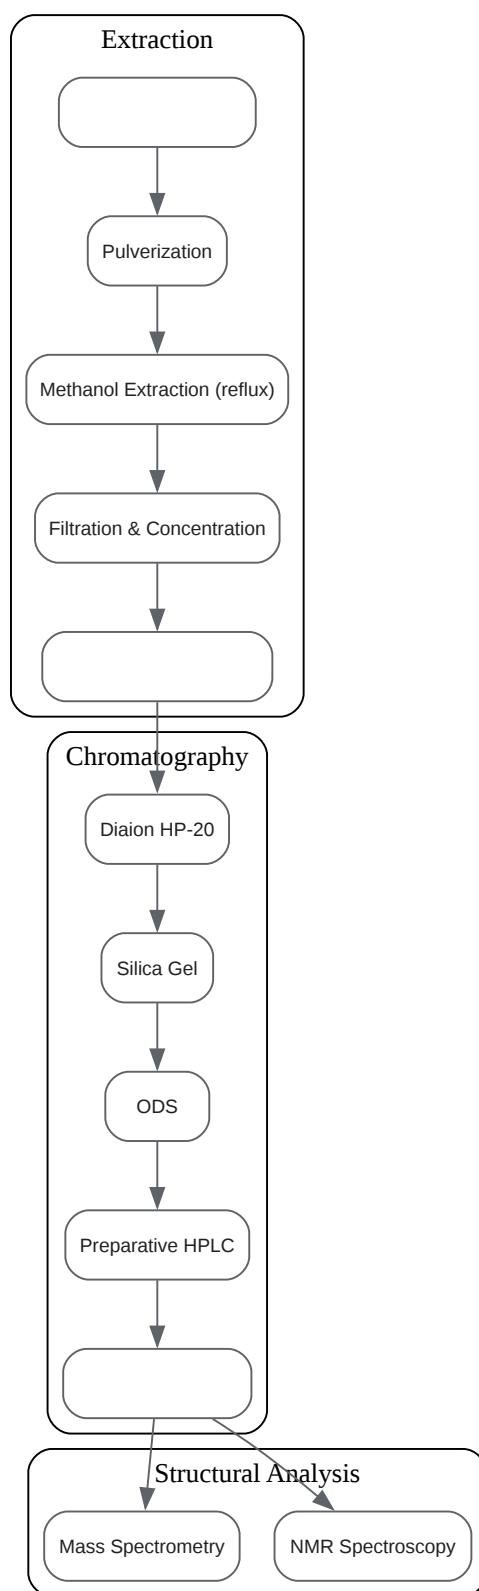 Extraction
Pulverization
Methanol Extraction (reflux)
Filtration & Concentration
Chromatography
Diaion HP-20
Silica Gel
ODS
Preparative HPLC
Structural Analysis
Mass Spectrometry
NMR Spectroscopy